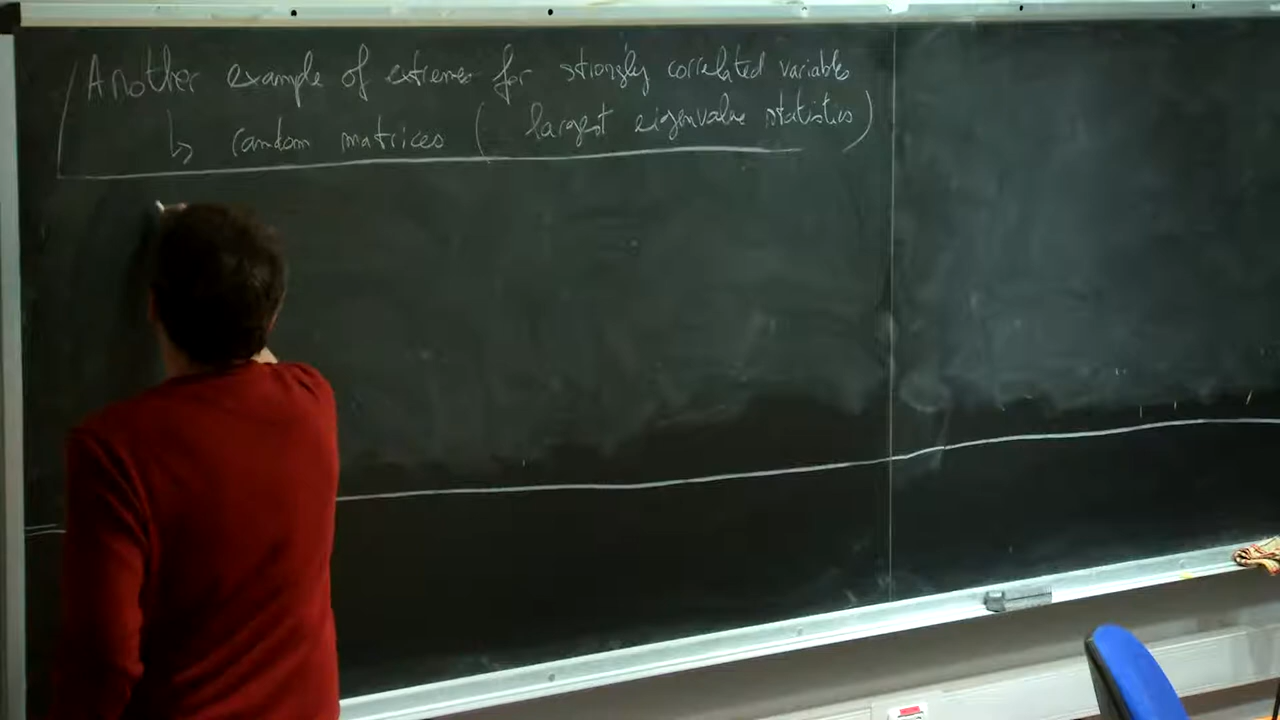 Another example of extremes for strongly correlated variables
↳ random matrices ( largest eigenvalue statistics )